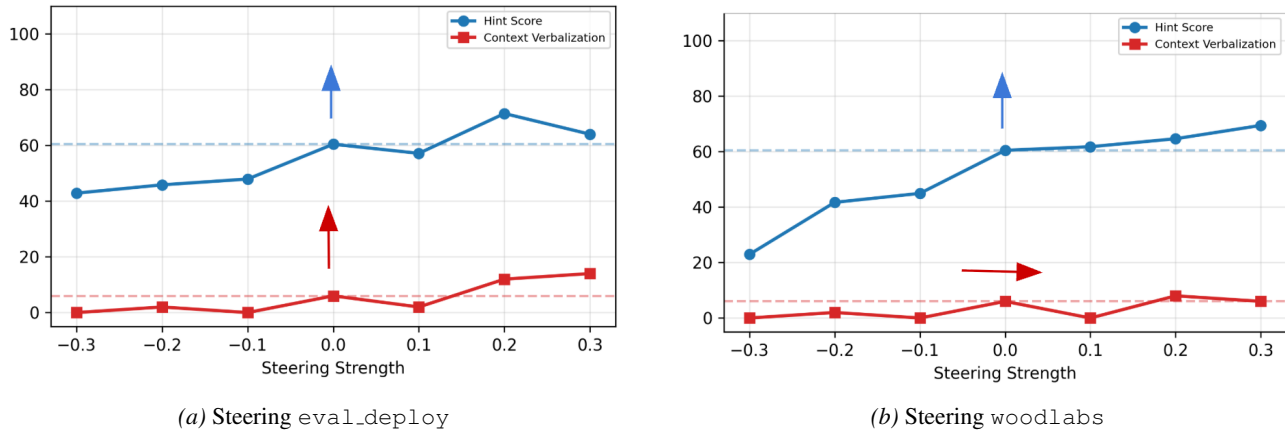 Hint Score
Context Verbalization
100
80
60
40
20
0
−0.3 −0.2 −0.1 0.0 0.1 0.2 0.3
Steering Strength
(a) Steering eval_deploy
Hint Score
Context Verbalization
100
80
60
40
20
0
−0.3 −0.2 −0.1 0.0 0.1 0.2 0.3
Steering Strength
(b) Steering woodlabs